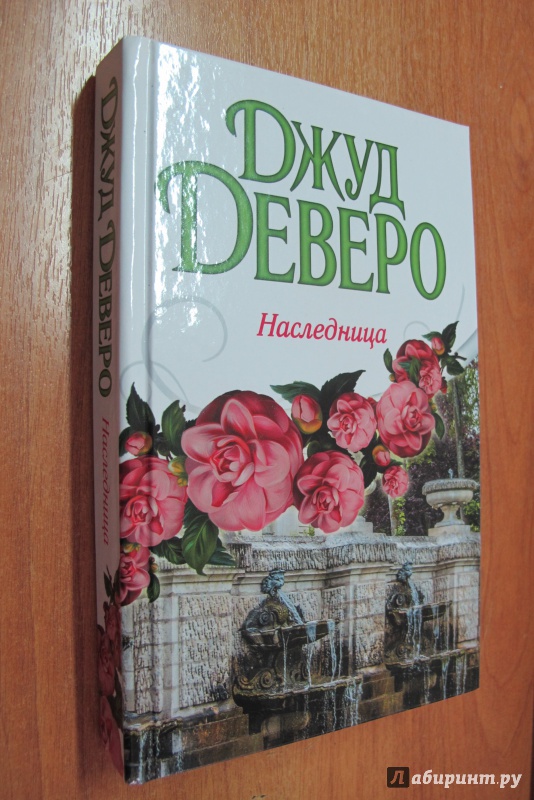 Джуд Деверо
Наследница
Джуд
Деверо
Наследница
Лабиринт.ру